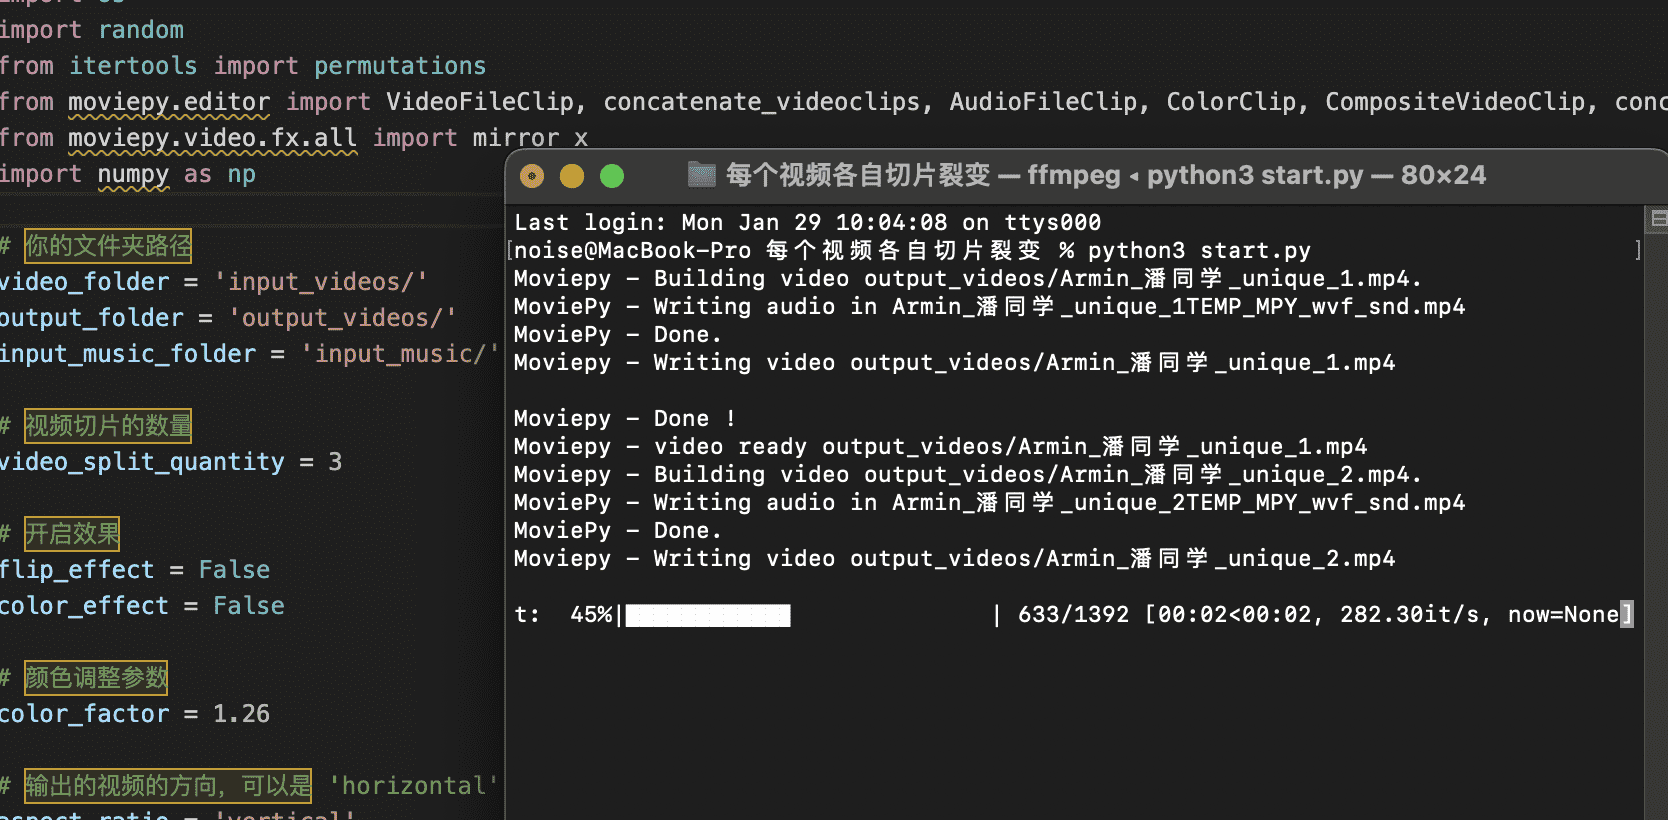 import os
import random
from itertools import permutations
from moviepy.editor import VideoFileClip, concatenate_videoclips, AudioFileClip, ColorClip, CompositeVideoClip,
from moviepy.video.fx.all import mirror_x
import numpy as np
# 你的文件夹路径
video_folder = 'input_videos/'
output_folder = 'output_videos/'
input_music_folder = 'input_music/'
# 视频切片的数量
video_split_quantity = 3
# 开启效果
flip_effect = False
color_effect = False
# 颜色调整参数
color_factor = 1.26
# 输出的视频的方向，可以是 'horizontal'
aspect_ratio = 'vertical'
每个视频各自切片裂变 — ffmpeg ◂ python3 start.py — 80×24
Last login: Mon Jan 29 10:04:08 on ttys000
[noise@MacBook-Pro 每个视频各自切片裂变 % python3 start.py ]
Moviepy - Building video output_videos/Armin_潘同学_unique_1.mp4.
MoviePy - Writing audio in Armin_潘同学_unique_1TEMP_MPY_wvf_snd.mp4
MoviePy - Done.
Moviepy - Writing video output_videos/Armin_潘同学_unique_1.mp4
Moviepy - Done !
Moviepy - video ready output_videos/Armin_潘同学_unique_1.mp4
Moviepy - Building video output_videos/Armin_潘同学_unique_2.mp4.
MoviePy - Writing audio in Armin_潘同学_unique_2TEMP_MPY_wvf_snd.mp4
MoviePy - Done.
Moviepy - Writing video output_videos/Armin_潘同学_unique_2.mp4
t:  45%| | 633/1392 [00:02<00:02, 282.30it/s, now=None]